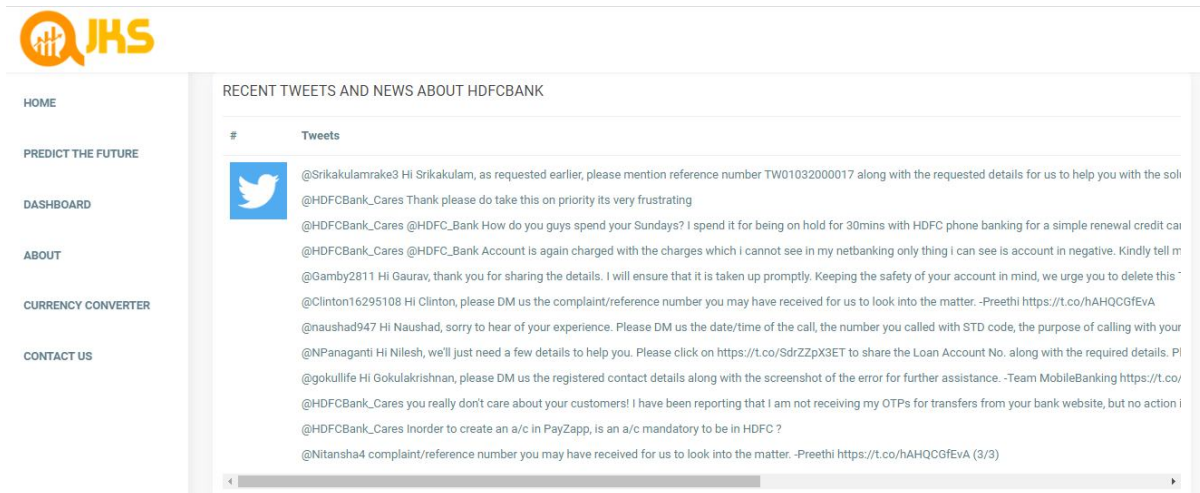 JKS
HOME
PREDICT THE FUTURE
DASHBOARD
ABOUT
CURRENCY CONVERTER
CONTACT US
RECENT TWEETS AND NEWS ABOUT HDFCBANK
# Tweets
@Srikakulamrake3 Hi Srikakulam, as requested earlier, please mention reference number TW01032000017 along with the requested details for us to help you with the solu
@HDFCBank_Cares Thank please do take this on priority its very frustrating
@HDFCBank_Cares @HDFC_Bank How do you guys spend your Sundays? I spend it for being on hold for 30mins with HDFC phone banking for a simple renewal credit car
@HDFCBank_Cares @HDFC_Bank Account is again charged with the charges which i cannot see in my netbanking only thing i can see is account in negative. Kindly tell m
@Gamby2811 Hi Gaurav, thank you for sharing the details. I will ensure that it is taken up promptly. Keeping the safety of your account in mind, we urge you to delete this
@Clinton16295108 Hi Clinton, please DM us the complaint/reference number you may have received for us to look into the matter. -Preethi https://t.co/hAHQCGfEvA
@naushad947 Hi Naushad, sorry to hear of your experience. Please DM us the date/time of the call, the number you called with STD code, the purpose of calling with your
@NPanaganti Hi Nilesh, we'll just need a few details to help you. Please click on https://t.co/SdrZZpX3ET to share the Loan Account No. along with the required details. Pl
@gokullife Hi Gokulakrishnan, please DM us the registered contact details along with the screenshot of the error for further assistance. -Team MobileBanking https://t.co/
@HDFCBank_Cares you really don't care about your customers! I have been reporting that I am not receiving my OTPs for transfers from your bank website, but no action i
@HDFCBank_Cares Inorder to create an a/c in PayZapp, is an a/c mandatory to be in HDFC ?
@Nitansha4 complaint/reference number you may have received for us to look into the matter. -Preethi https://t.co/hAHQCGfEvA (3/3)